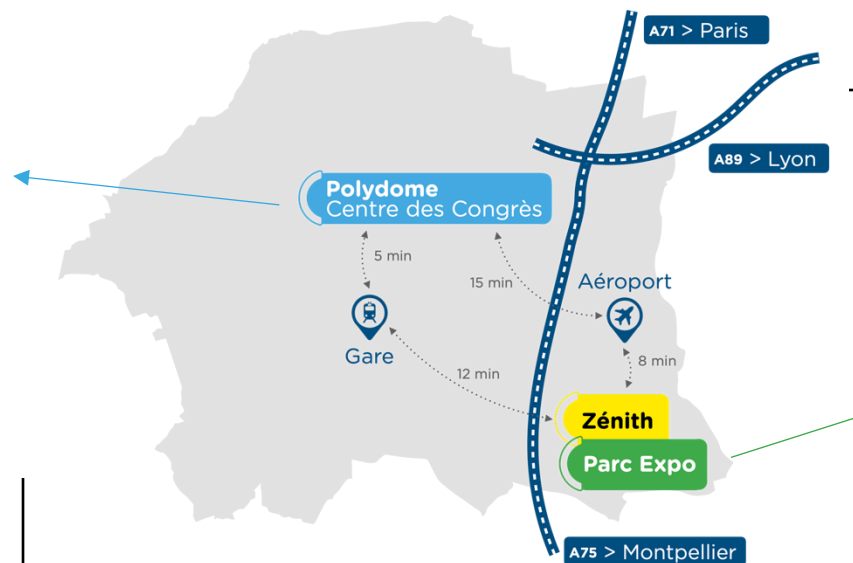 A71 > Paris
A89 > Lyon
Polydome
Centre des Congrès
5 min
15 min
Aéroport
Gare
12 min
8 min
Zénith
Parc Expo
A75 > Montpellier